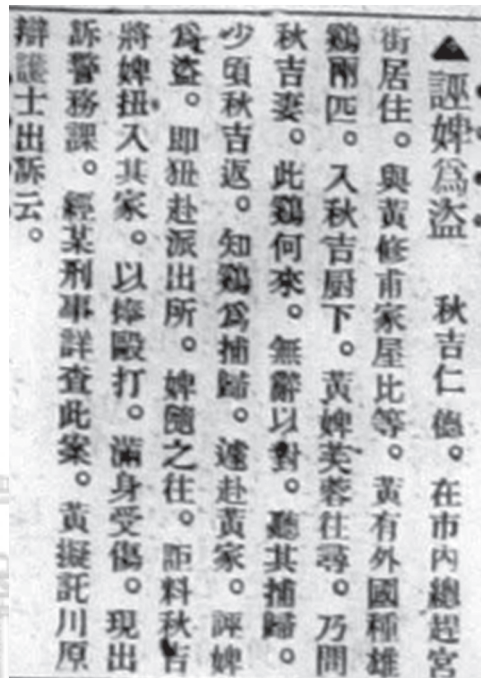 ▲誣婢為盜　秋吉仁德。在市內總趕宮
街居住。與黃修甫家屋比等。黃有外國種雄
鷄兩匹。入秋吉厨下。黃婢芙蓉往尋。乃問
秋吉妻。此鷄何來。無辭以對。聽其捕歸。
少頃秋吉返。知鷄為捕歸。遽赴黃家。誣婢
為盜。即扭赴派出所。婢隨之往。詎料秋吉
將婢扭入其家。以棒毆打。滿身受傷。現出
訴警務課。經某刑事詳查此案。黃擬託川原
辯護士出訴云。